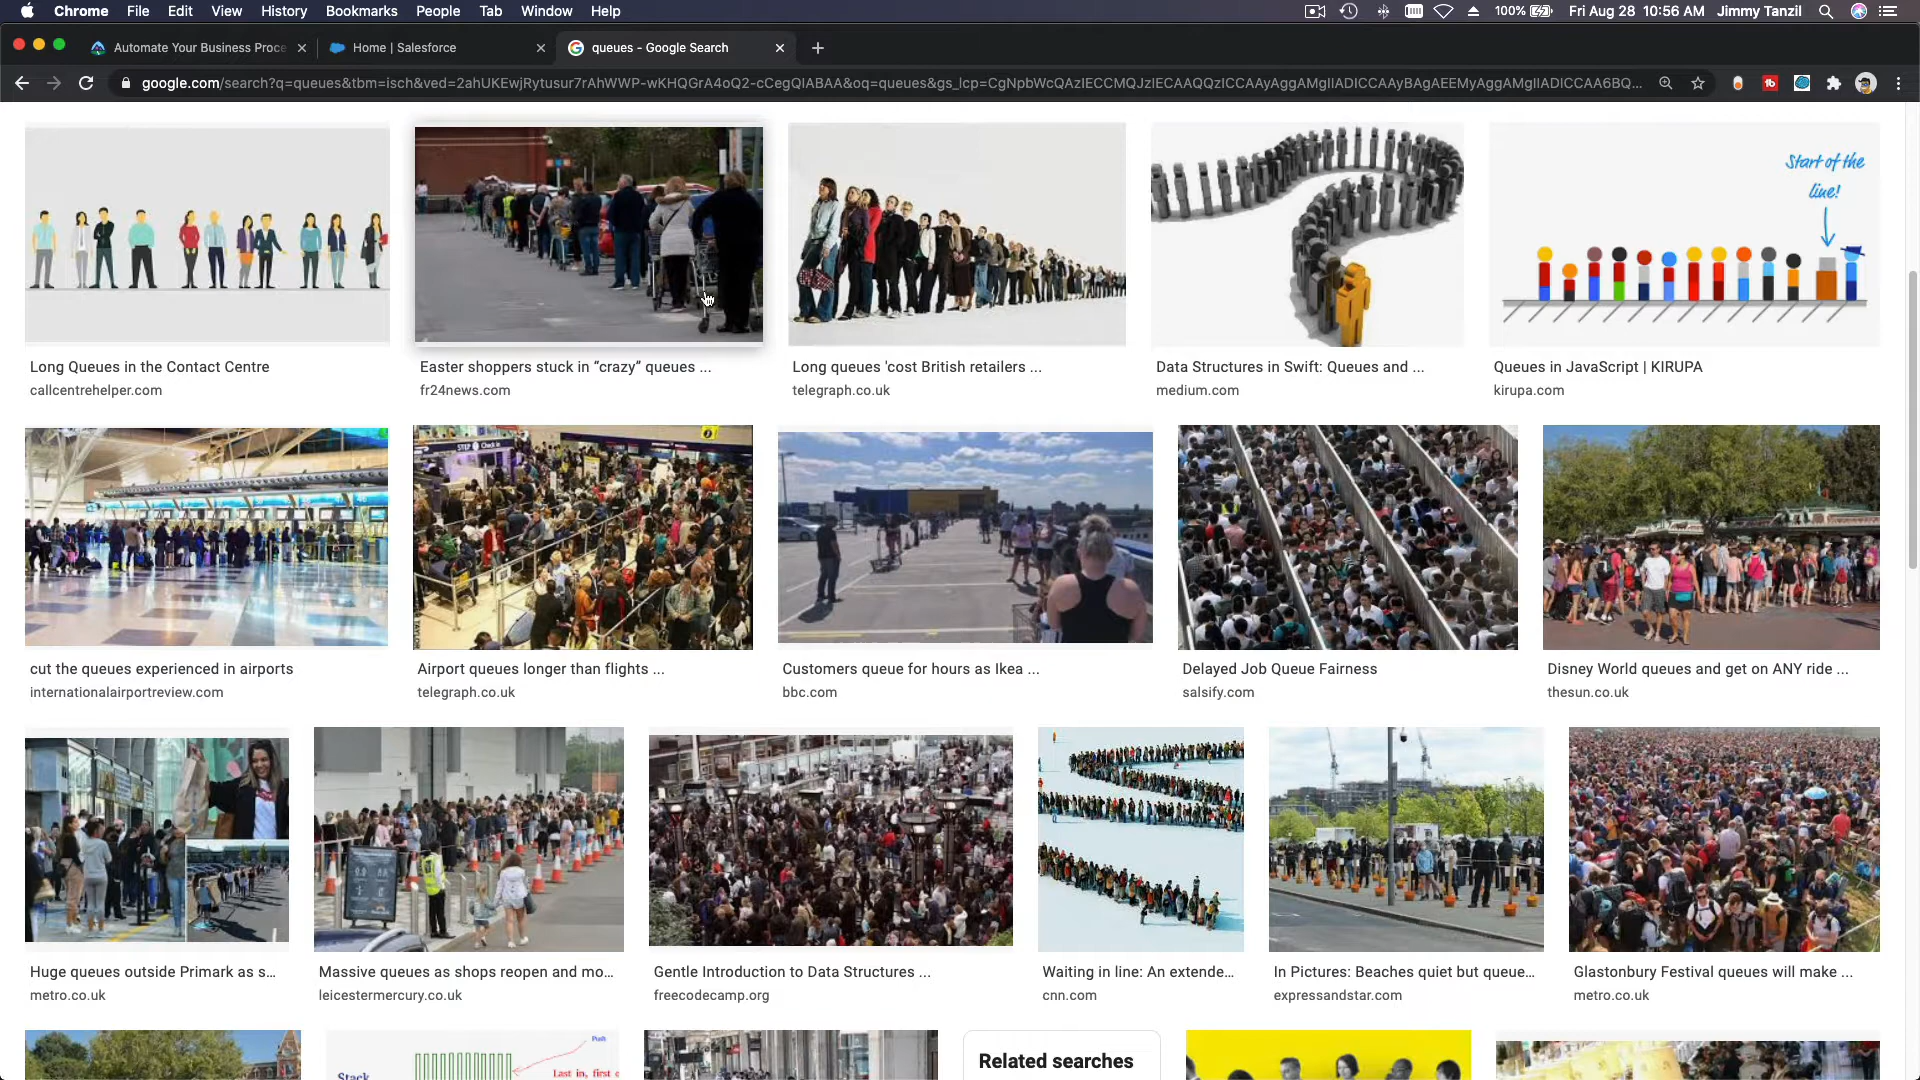 Chrome File Edit View History Bookmarks People Tab Window Help 100% Fri Aug 28 10:56 AM Jimmy Tanzil
Automate Your Business Proce Home | Salesforce queues - Google Search
google.com/search?q=queues&tbm=isch&ved=2ahUKEwjRytusur7rAhWWP-wKHQGrA4oQ2-cCegQIABAA&oq=queues&gs_lcp=CgNpbWcQAzIECCMQJzIECAAQQzICCAAyAggAMgIIADICCAAyBAgAEEMyAggAMgIIADICCAA6BQ...
Start of the
line!
Long Queues in the Contact Centre
callcentrehelper.com
Easter shoppers stuck in “crazy” queues ...
fr24news.com
Long queues 'cost British retailers ...
telegraph.co.uk
Data Structures in Swift: Queues and ...
medium.com
Queues in JavaScript | KIRUPA
kirupa.com
cut the queues experienced in airports
internationalairportreview.com
Airport queues longer than flights ...
telegraph.co.uk
Customers queue for hours as Ikea ...
bbc.com
Delayed Job Queue Fairness
salsify.com
Disney World queues and get on ANY ride ...
thesun.co.uk
Huge queues outside Primark as s...
metro.co.uk
Massive queues as shops reopen and mo...
leicestermercury.co.uk
Gentle Introduction to Data Structures ...
freecodecamp.org
Waiting in line: An extende...
cnn.com
In Pictures: Beaches quiet but queue...
expressandstar.com
Glastonbury Festival queues will make ...
metro.co.uk
Push
Stack
Last in, first
Related searches